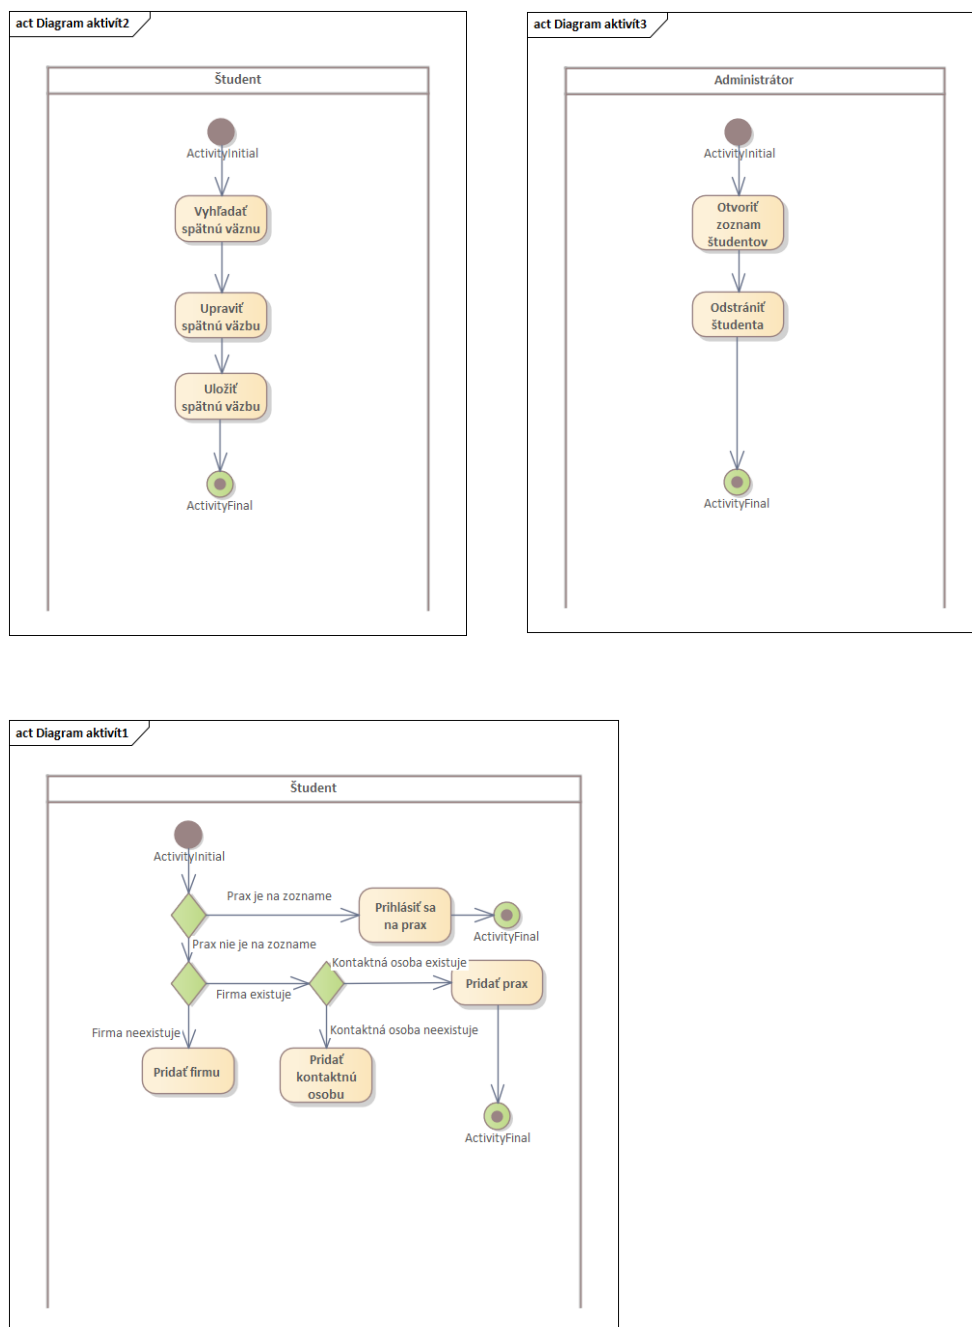 act Diagram aktivít2
Študent
ActivityInitial
Vyhľadať
spätnú väznu
Upraviť
spätnú väzbu
Uložiť
spätnú väzbu
ActivityFinal
act Diagram aktivít3
Administrátor
ActivityInitial
Otvoriť
zoznam
študentov
Odstrániť
študenta
ActivityFinal
act Diagram aktivít1
Študent
ActivityInitial
Prax je na zozname
Prihlásiť sa
na prax
ActivityFinal
Prax nie je na zozname
Kontaktná osoba existuje
Firma existuje
Pridať prax
Firma neexistuje
Kontaktná osoba neexistuje
Pridať firmu
Pridať
kontaktnú
osobu
ActivityFinal